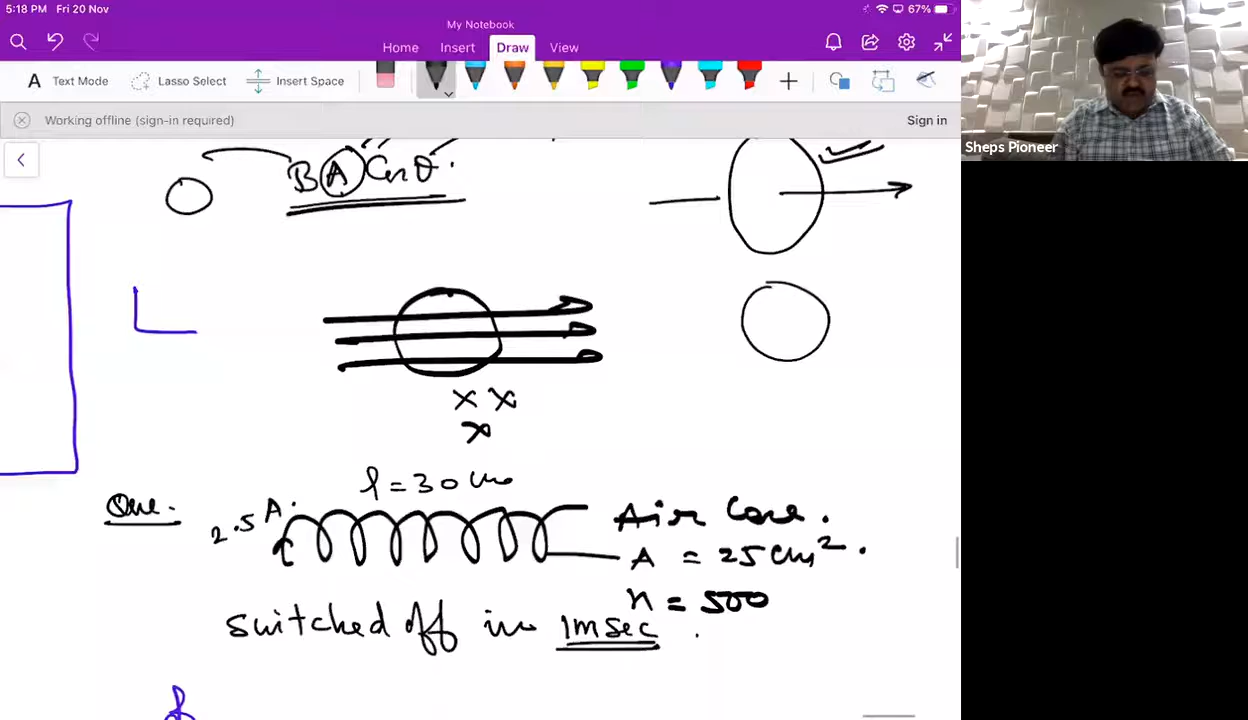 5:18 PM Fri 20 Nov
67%
My Notebook
Home Insert Draw View
A Text Mode Lasso Select Insert Space
Working offline (sign-in required)
Sign in
Sheps Pioneer
BA Cos θ.
l = 30 cm
Que.
2.5 A.
Air Core.
A = 25 cm².
n = 500
switched off in 1msec.